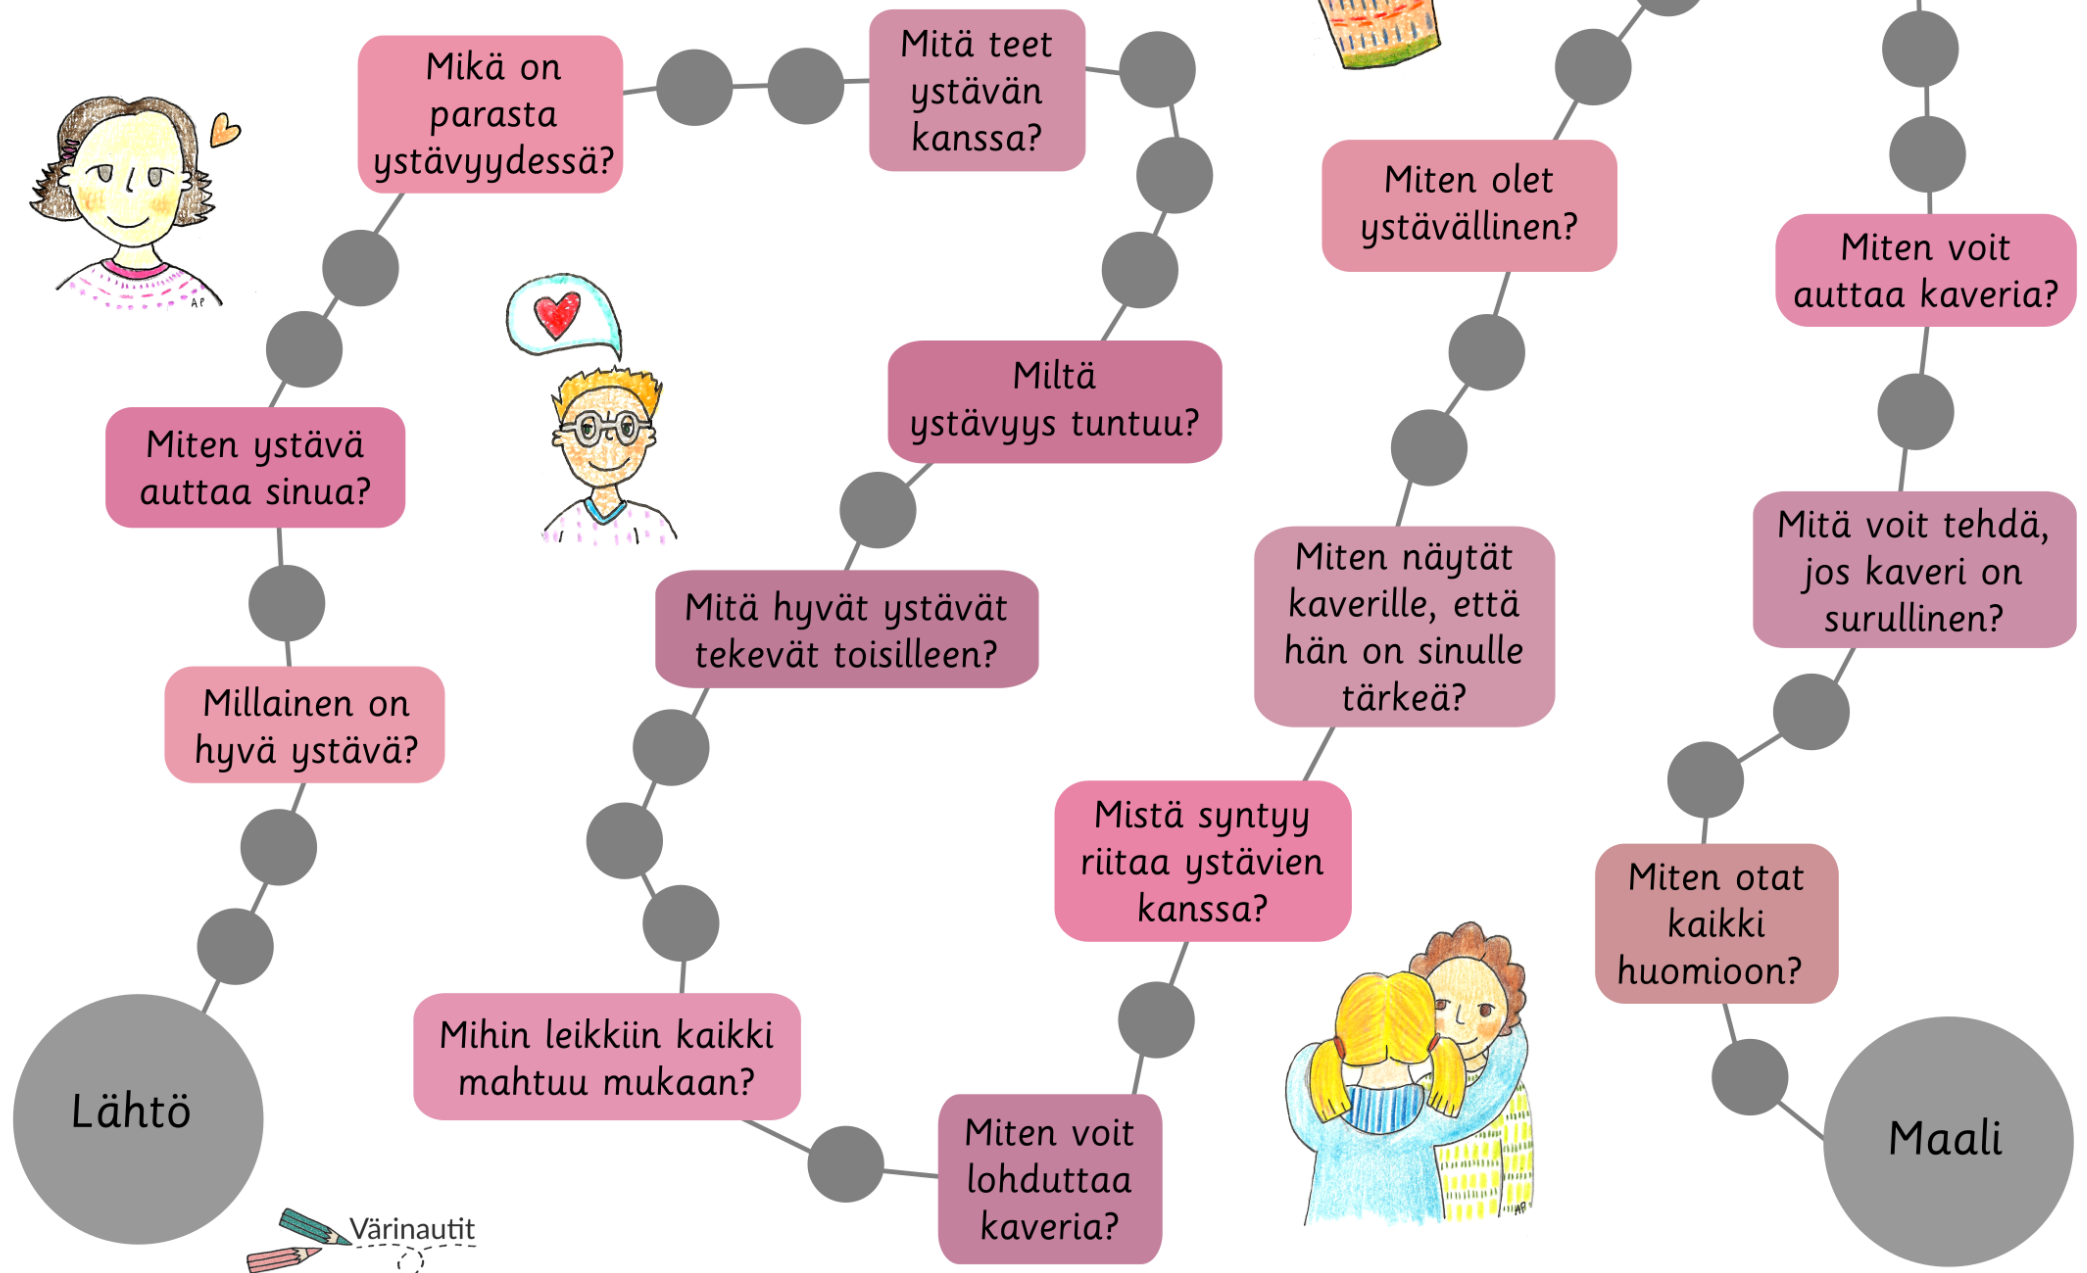 Lähtö
Millainen on
hyvä ystävä?
Miten ystävä
auttaa sinua?
Mikä on
parasta
ystävyydessä?
Mitä teet
ystävän
kanssa?
Miltä
ystävyys tuntuu?
Mitä hyvät ystävät
tekevät toisilleen?
Mihin leikkiin kaikki
mahtuu mukaan?
Miten voit
lohduttaa
kaveria?
Mistä syntyy
riitaa ystävien
kanssa?
Miten näytät
kaverille, että
hän on sinulle
tärkeä?
Miten olet
ystävällinen?
Miten voit
auttaa kaveria?
Mitä voit tehdä,
jos kaveri on
surullinen?
Miten otat
kaikki
huomioon?
Maali
Värinautit
AP
AP